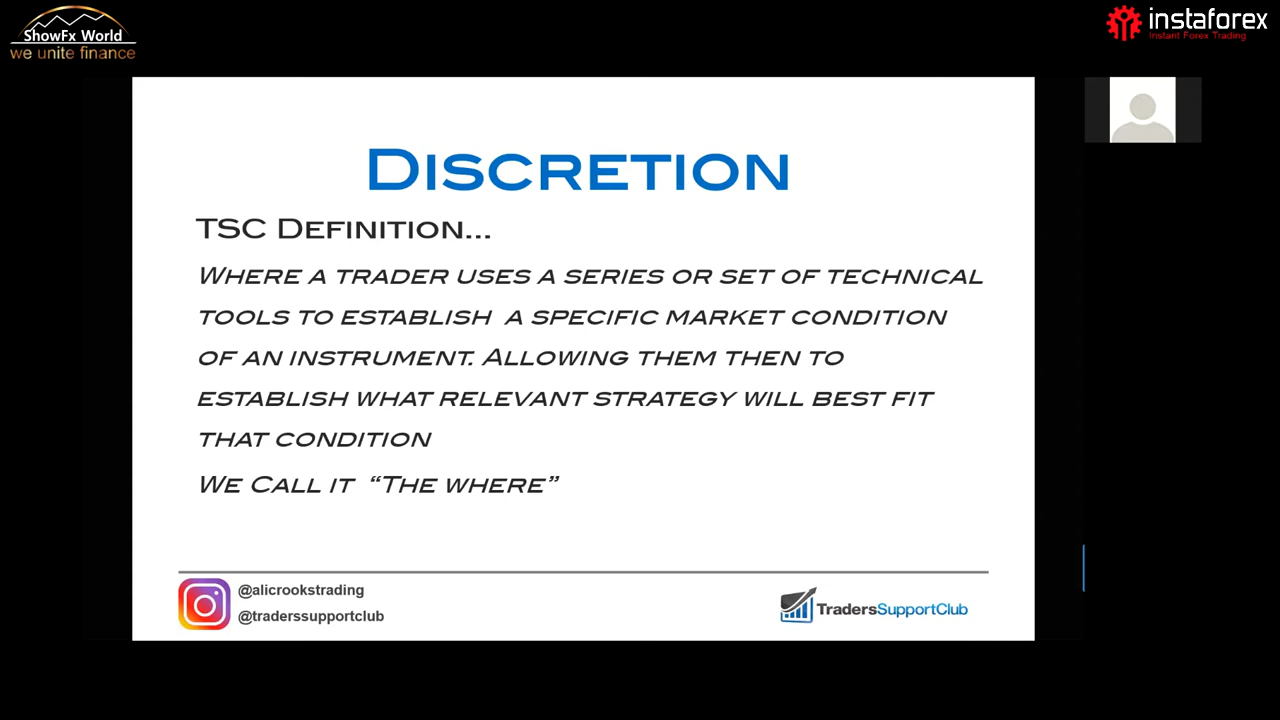 ShowFx World
we unite finance
instaforex
Instant Forex Trading
DISCRETION
TSC DEFINITION...
WHERE A TRADER USES A SERIES OR SET OF TECHNICAL
TOOLS TO ESTABLISH A SPECIFIC MARKET CONDITION
OF AN INSTRUMENT. ALLOWING THEM THEN TO
ESTABLISH WHAT RELEVANT STRATEGY WILL BEST FIT
THAT CONDITION
WE CALL IT “THE WHERE”
@alicrookstrading
@traderssupportclub
TradersSupportClub